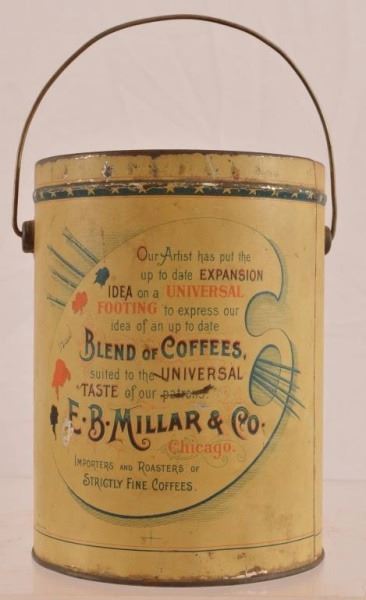 Our Artist has put the
up to date EXPANSION
IDEA on a UNIVERSAL
FOOTING to express our
idea of an up to date
BLEND OF COFFEES,
suited to the UNIVERSAL
TASTE of our patrons.
E. B. MILLAR & CO.
Chicago.
IMPORTERS AND ROASTERS OF
STRICTLY FINE COFFEES.